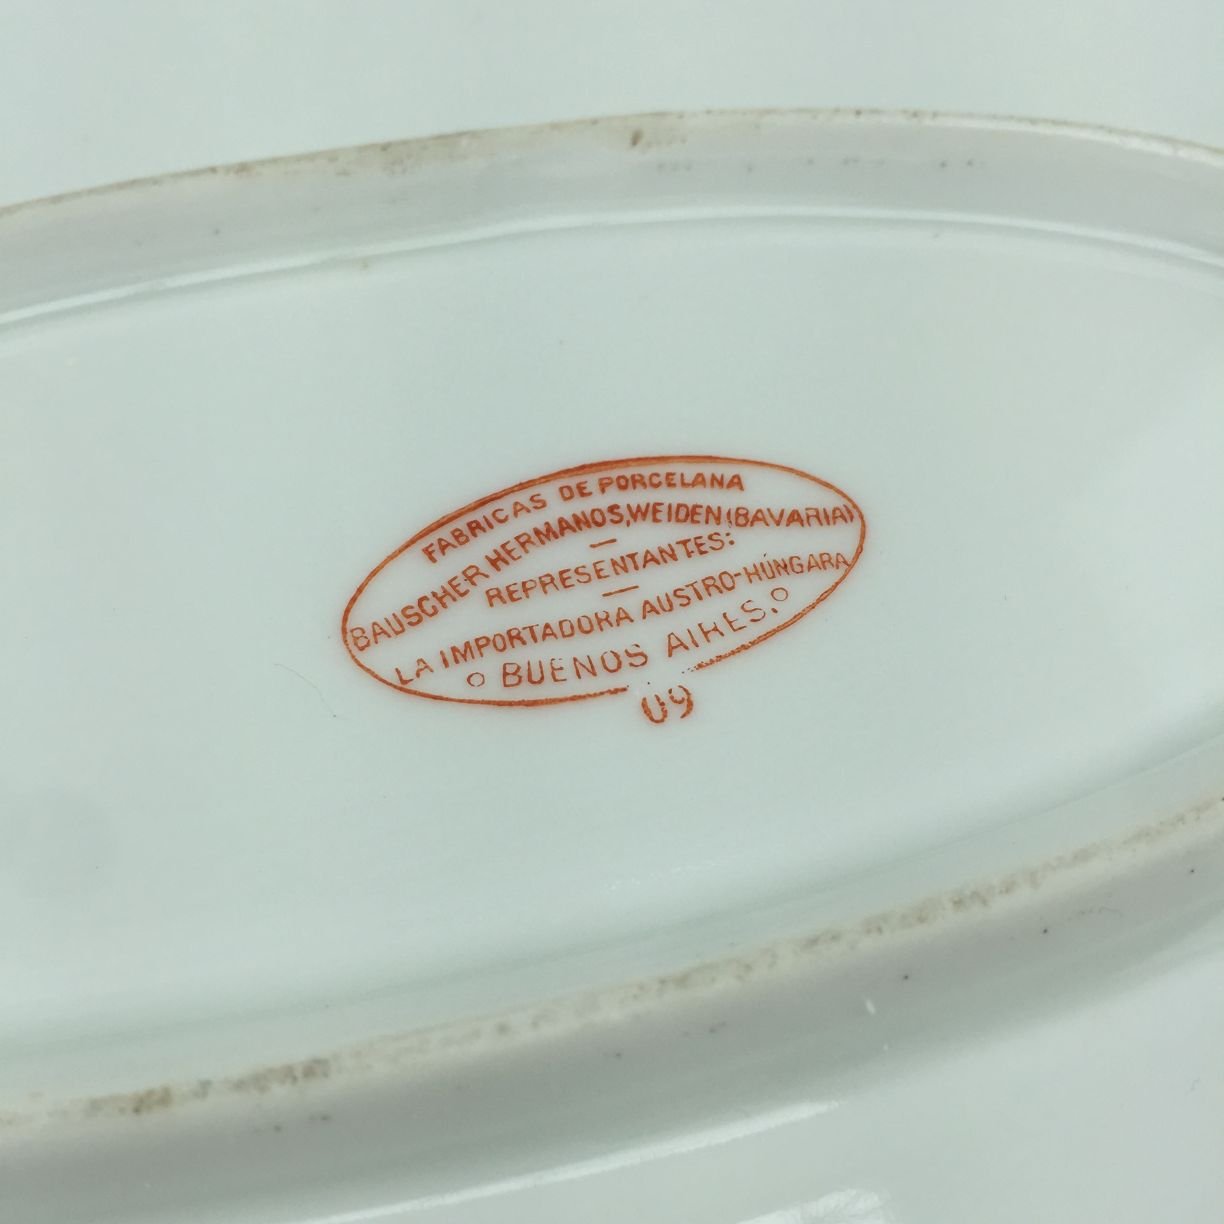 FABRICAS DE PORCELANA
BAUSCHER HERMANOS, WEIDEN (BAVARIA)
REPRESENTANTES:
LA IMPORTADORA AUSTRO-HÚNGARA
BUENOS AIRES.
09